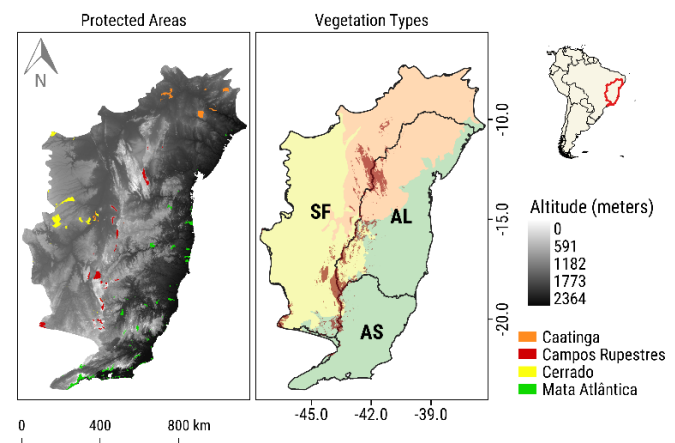 Protected Areas
Vegetation Types
N
SF
AL
AS
-10.0
-15.0
-20.0
-45.0 -42.0 -39.0
0 400 800 km
Altitude (meters)
0
591
1182
1773
2364
Caatinga
Campos Rupestres
Cerrado
Mata Atlântica